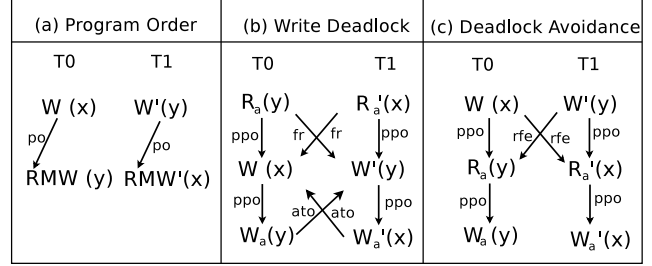 (a) Program Order
T0 T1
W (x) W'(y)
po po
RMW (y) RMW'(x)
(b) Write Deadlock
T0 T1
Ra(y) Ra'(x)
ppo fr fr ppo
W (x) W'(y)
ppo ato ato ppo
Wa(y) Wa'(x)
(c) Deadlock Avoidance
T0 T1
W (x) W'(y)
ppo rfe rfe ppo
Ra(y) Ra'(x)
ppo ppo
Wa(y) Wa'(x)